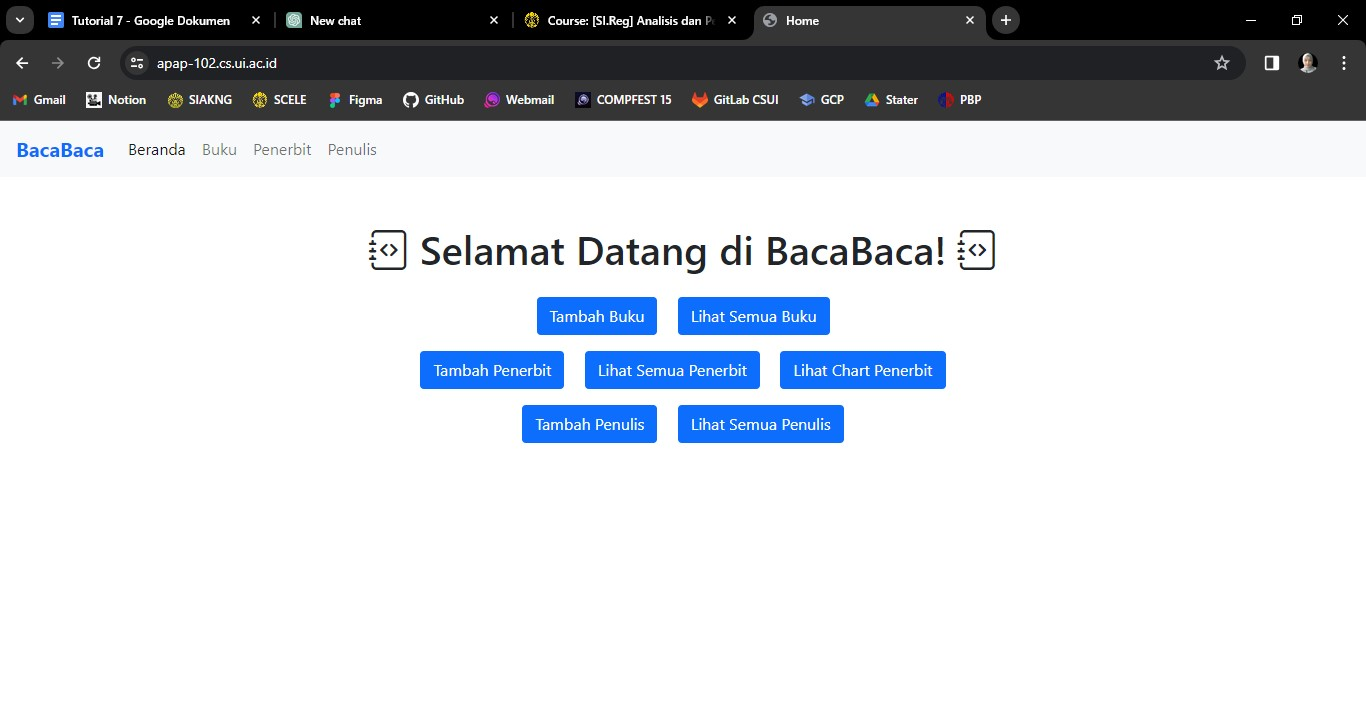 Tutorial 7 - Google Dokumen
New chat
Course: [SI.Reg] Analisis dan P
Home
apap-102.cs.ui.ac.id
Gmail
Notion
SIAKNG
SCELE
Figma
GitHub
Webmail
COMPFEST 15
GitLab CSUI
GCP
Stater
PBP
BacaBaca Beranda Buku Penerbit Penulis
Selamat Datang di BacaBaca!
Tambah Buku Lihat Semua Buku
Tambah Penerbit Lihat Semua Penerbit Lihat Chart Penerbit
Tambah Penulis Lihat Semua Penulis